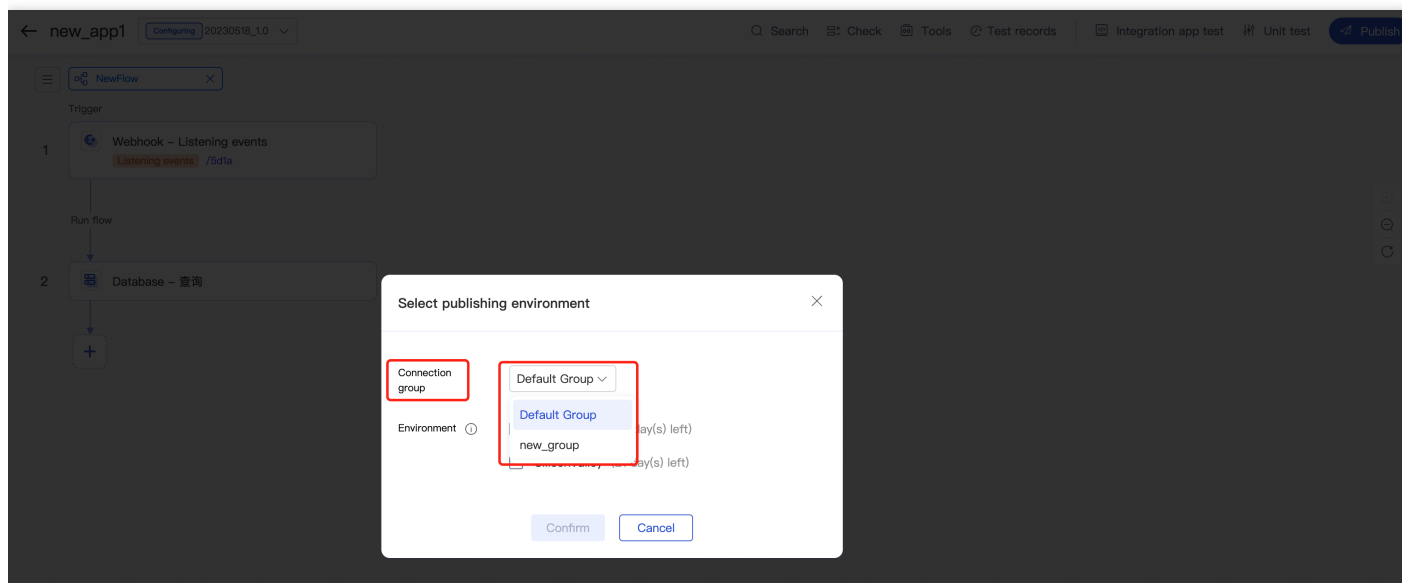 new_app1 Configuring 20230518_1.0 Search Check Tools Test records Integration app test Unit test Publish
NewFlow
Trigger
1 Webhook – Listening events
Listening events /5d1a
Run flow
2 Database – 查询
Select publishing environment
Connection group
Default Group
Default Group
Environment day(s) left)
new_group
day(s) left)
Confirm Cancel